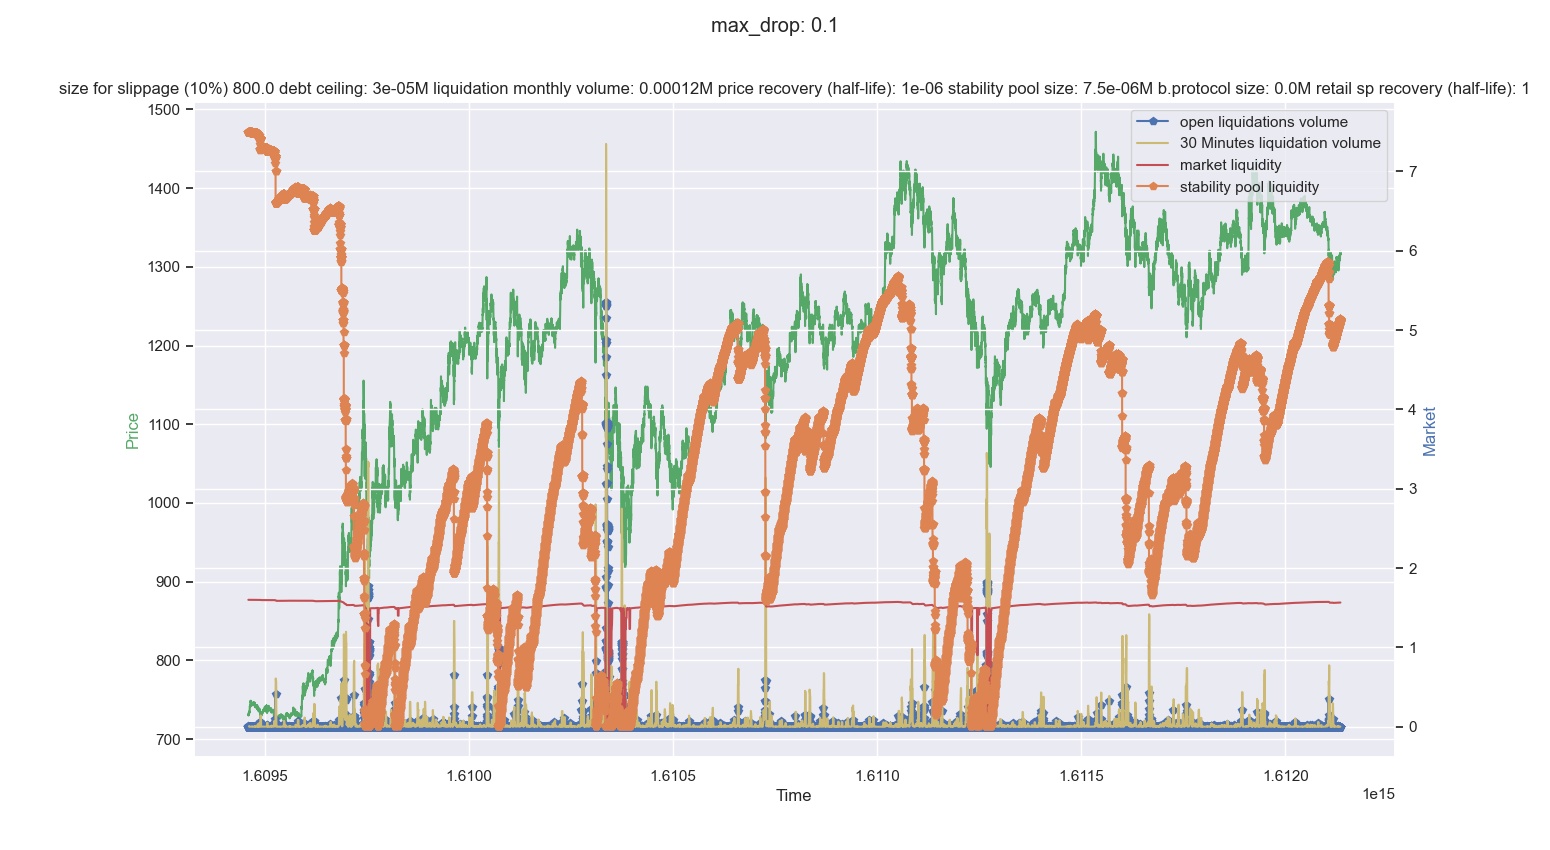 max_drop: 0.1
size for slippage (10%) 800.0 debt ceiling: 3e-05M liquidation monthly volume: 0.00012M price recovery (half-life): 1e-06 stability pool size: 7.5e-06M b.protocol size: 0.0M retail sp recovery (half-life): 1
open liquidations volume
30 Minutes liquidation volume
market liquidity
stability pool liquidity
1500
1400
1300
1200
1100
1000
900
800
700
Price
7
6
5
4
3
2
1
0
Market
1.6095 1.6100 1.6105 1.6110 1.6115 1.6120
Time
1e15